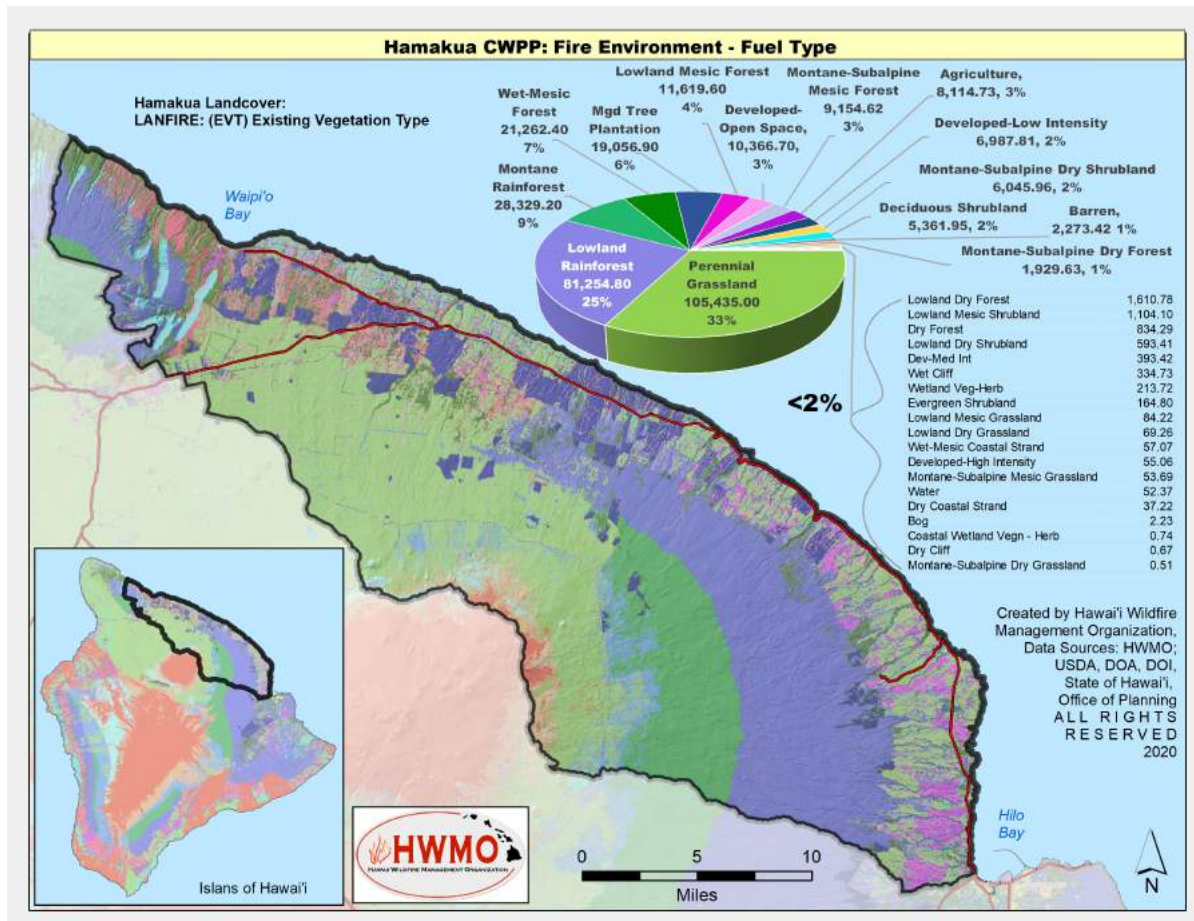 Hamakua CWPP: Fire Environment - Fuel Type
Hamakua Landcover:
LANFIRE: (EVT) Existing Vegetation Type
Waipi'o
Bay
Wet-Mesic
Forest
21,262.40
7%
Montane
Rainforest
28,329.20
9%
Mgd Tree
Plantation
19,056.90
6%
Lowland Mesic Forest
11,619.60
4%
Developed-
Open Space,
10,366.70,
3%
Montane-Subalpine
Mesic Forest
9,154.62
3%
Agriculture,
8,114.73, 3%
Developed-Low Intensity
6,987.81, 2%
Montane-Subalpine Dry Shrubland
6,045.96, 2%
Deciduous Shrubland
5,361.95, 2%
Barren,
2,273.42 1%
Montane-Subalpine Dry Forest
1,929.63, 1%
Lowland
Rainforest
81,254.80
25%
Perennial
Grassland
105,435.00
33%
<2%
Lowland Dry Forest 1,610.78
Lowland Mesic Shrubland 1,104.10
Dry Forest 834.29
Lowland Dry Shrubland 593.41
Dev-Med Int 393.42
Wet Cliff 334.73
Wetland Veg-Herb 213.72
Evergreen Shrubland 164.80
Lowland Mesic Grassland 84.22
Lowland Dry Grassland 69.26
Wet-Mesic Coastal Strand 57.07
Developed-High Intensity 55.06
Montane-Subalpine Mesic Grassland 53.69
Water 52.37
Dry Coastal Strand 37.22
Bog 2.23
Coastal Wetland Vegn - Herb 0.74
Dry Cliff 0.67
Montane-Subalpine Dry Grassland 0.51
Created by Hawai'i Wildfire
Management Organization,
Data Sources: HWMO;
USDA, DOA, DOI,
State of Hawai'i,
Office of Planning
ALL RIGHTS
RESERVED
2020
Hilo
Bay
N
0 5 10
Miles
HWMO
HAWAII WILDFIRE MANAGEMENT ORGANIZATION
Islans of Hawai'i